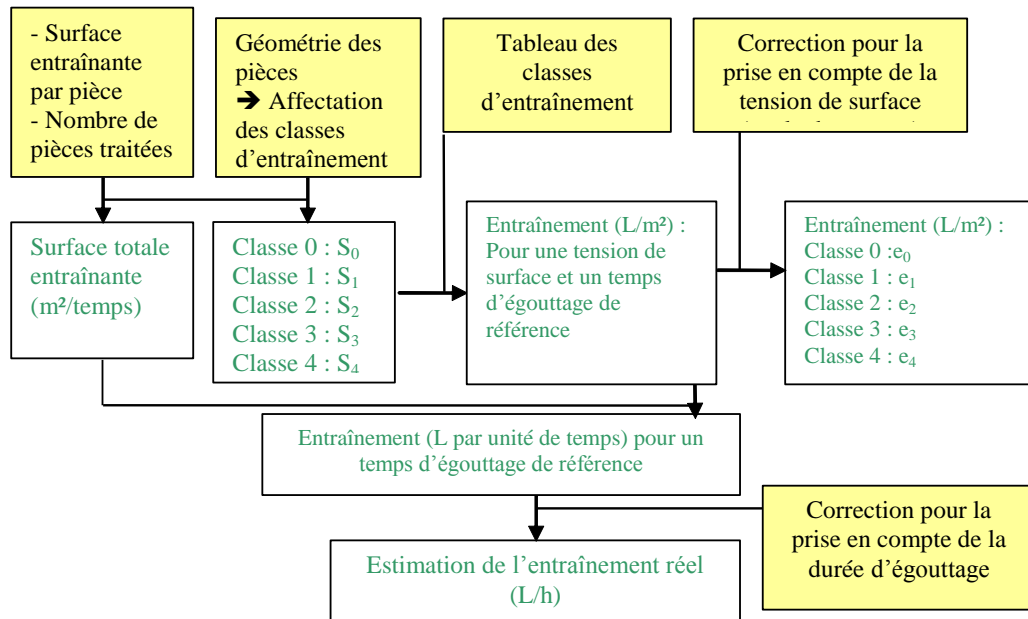 - Surface
entraînante
par pièce
- Nombre de
pièces traitées
Géométrie des
pièces
➔ Affectation
des classes
d’entraînement
Tableau des
classes
d’entraînement
Correction pour la
prise en compte de la
tension de surface
Surface totale
entraînante
(m²/temps)
Classe 0 : S₀
Classe 1 : S₁
Classe 2 : S₂
Classe 3 : S₃
Classe 4 : S₄
Entraînement (L/m²) :
Pour une tension de
surface et un temps
d’égouttage de
référence
Entraînement (L/m²) :
Classe 0 :e₀
Classe 1 : e₁
Classe 2 : e₂
Classe 3 : e₃
Classe 4 : e₄
Entraînement (L par unité de temps) pour un
temps d’égouttage de référence
Correction pour la
prise en compte de la
durée d’égouttage
Estimation de l’entraînement réel
(L/h)